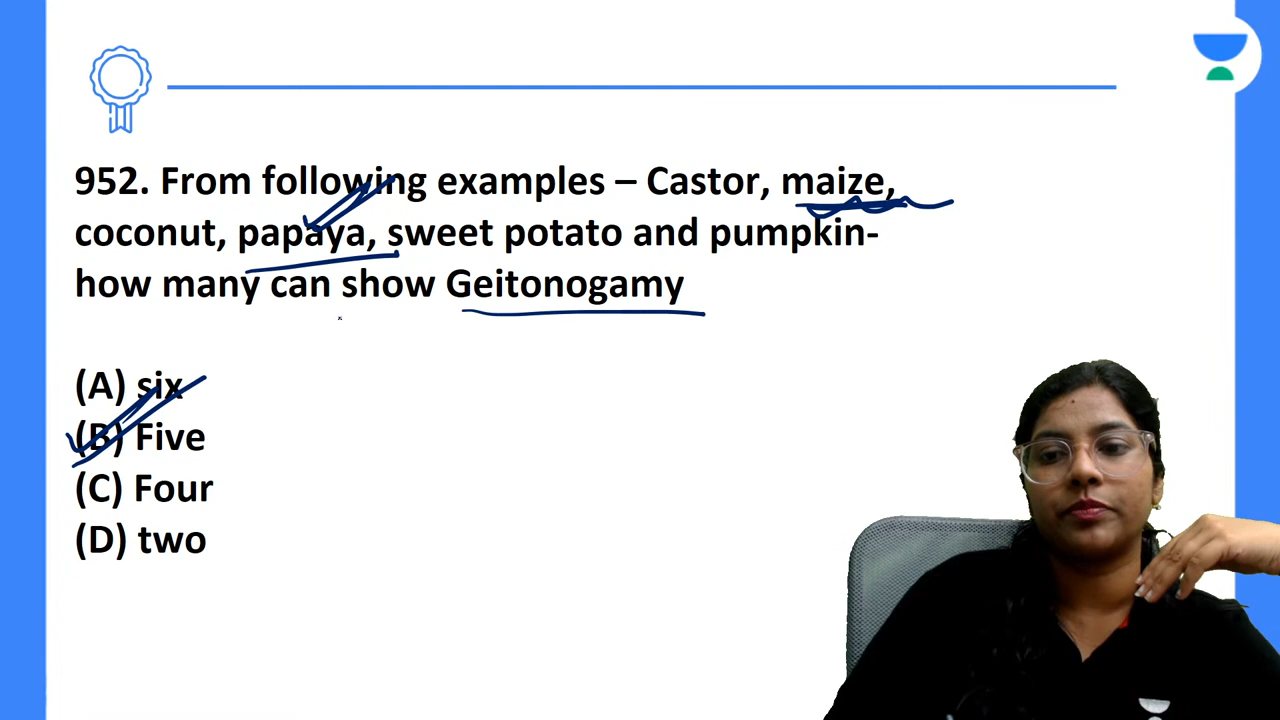 952. From following examples – Castor, maize,
coconut, papaya, sweet potato and pumpkin-
how many can show Geitonogamy
(A) six
(B) Five
(C) Four
(D) two